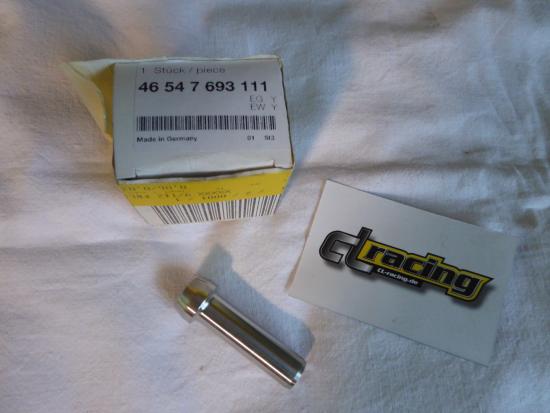 1 Stück / piece
46 54 7 693 111
EG Y
EW Y
Made in Germany 01 SI3
CL racing
CL-racing.de